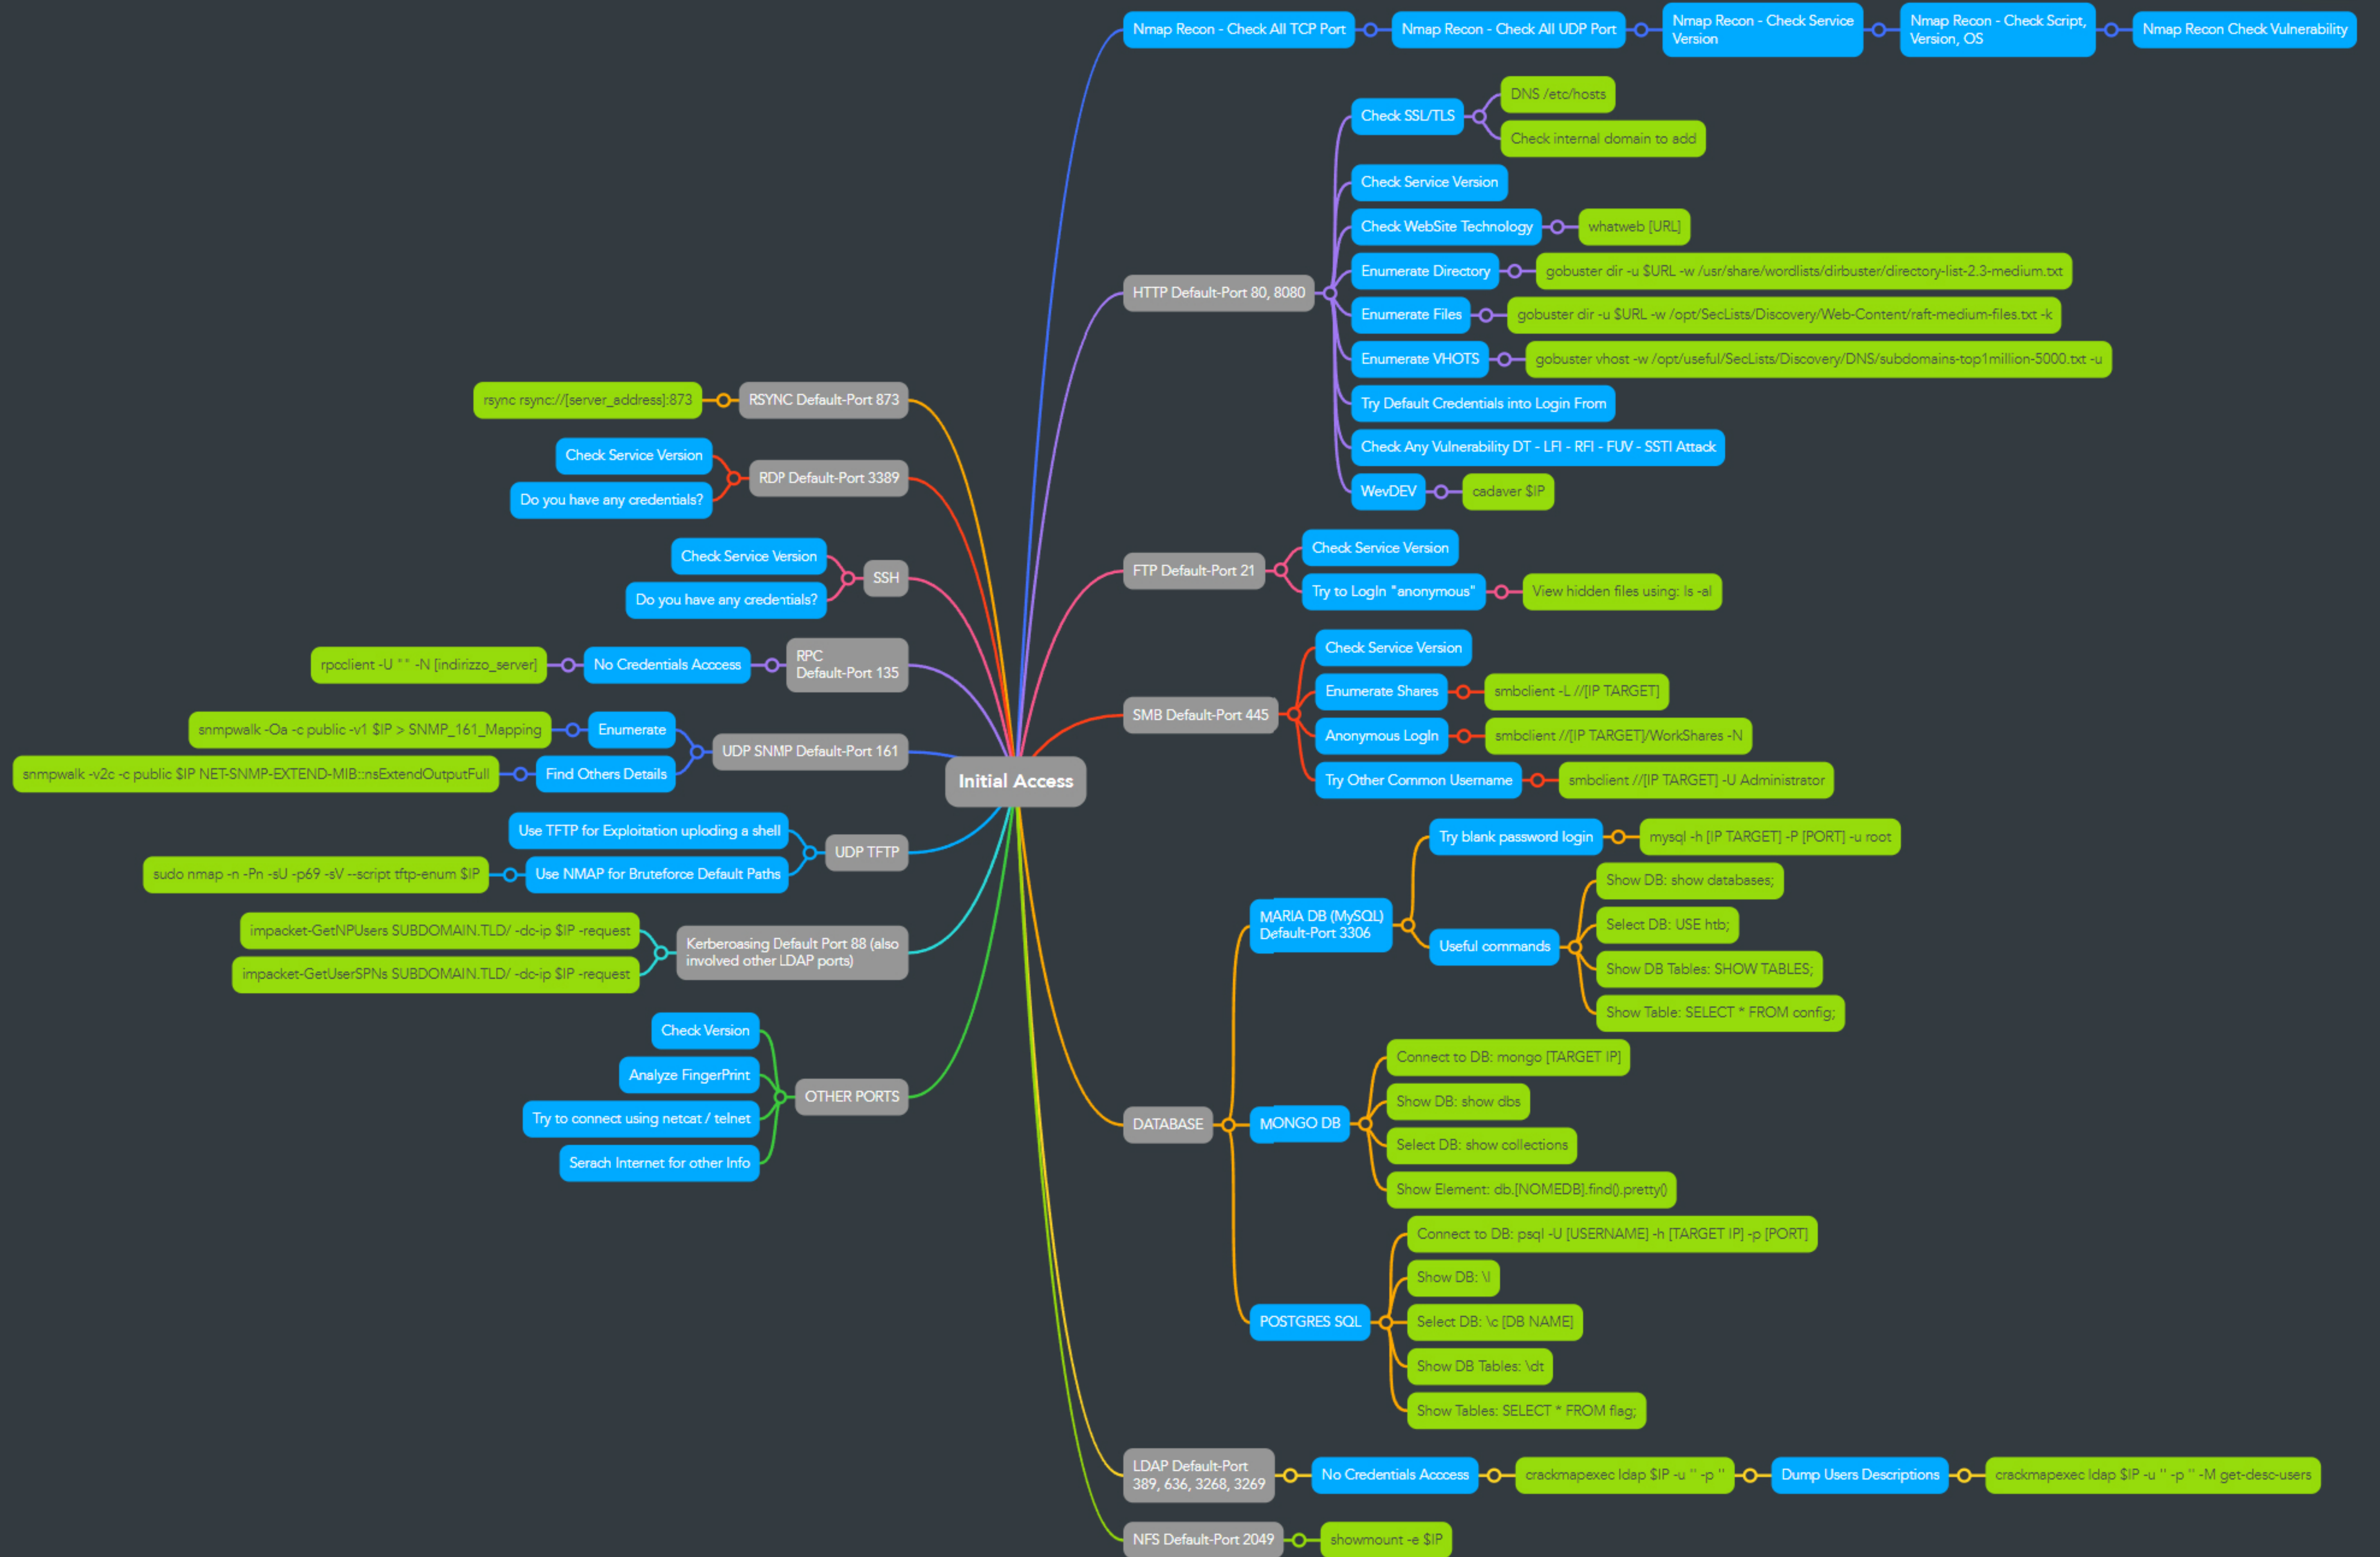 Nmap Recon - Check All TCP Port
Nmap Recon - Check All UDP Port
Nmap Recon - Check Service
Version
Nmap Recon - Check Script,
Version, OS
Nmap Recon Check Vulnerability
HTTP Default-Port 80, 8080
Check SSL/TLS
DNS /etc/hosts
Check internal domain to add
Check Service Version
Check WebSite Technology
whatweb [URL]
Enumerate Directory
gobuster dir -u $URL -w /usr/share/wordlists/dirbuster/directory-list-2.3-medium.txt
Enumerate Files
gobuster dir -u $URL -w /opt/SecLists/Discovery/Web-Content/raft-medium-files.txt -k
Enumerate VHOTS
gobuster vhost -w /opt/useful/SecLists/Discovery/DNS/subdomains-top1million-5000.txt -u
Try Default Credentials into Login From
Check Any Vulnerability DT - LFI - RFI - FUV - SSTI Attack
WevDEV
cadaver $IP
FTP Default-Port 21
Check Service Version
Try to LogIn "anonymous"
View hidden files using: ls -al
SMB Default-Port 445
Check Service Version
Enumerate Shares
smbclient -L //[IP TARGET]
Anonymous LogIn
smbclient //[IP TARGET]/WorkShares -N
Try Other Common Username
smbclient //[IP TARGET] -U Administrator
DATABASE
MARIA DB (MySQL)
Default-Port 3306
Try blank password login
mysql -h [IP TARGET] -P [PORT] -u root
Useful commands
Show DB: show databases;
Select DB: USE htb;
Show DB Tables: SHOW TABLES;
Show Table: SELECT * FROM config;
MONGO DB
Connect to DB: mongo [TARGET IP]
Show DB: show dbs
Select DB: show collections
Show Element: db.[NOMEDB].find().pretty()
POSTGRES SQL
Connect to DB: psql -U [USERNAME] -h [TARGET IP] -p [PORT]
Show DB: \l
Select DB: \c [DB NAME]
Show DB Tables: \dt
Show Tables: SELECT * FROM flag;
LDAP Default-Port
389, 636, 3268, 3269
No Credentials Acccess
crackmapexec ldap $IP -u '' -p ''
Dump Users Descriptions
crackmapexec ldap $IP -u '' -p '' -M get-desc-users
NFS Default-Port 2049
showmount -e $IP
Initial Access
RSYNC Default-Port 873
rsync rsync://[server_address]:873
RDP Default-Port 3389
Check Service Version
Do you have any credentials?
SSH
Check Service Version
Do you have any credentials?
RPC
Default-Port 135
No Credentials Acccess
rpcclient -U "" -N [indirizzo_server]
UDP SNMP Default-Port 161
Enumerate
snmpwalk -Oa -c public -v1 $IP > SNMP_161_Mapping
Find Others Details
snmpwalk -v2c -c public $IP NET-SNMP-EXTEND-MIB::nsExtendOutputFull
UDP TFTP
Use TFTP for Exploitation uploding a shell
Use NMAP for Bruteforce Default Paths
sudo nmap -n -Pn -sU -p69 -sV --script tftp-enum $IP
Kerberoasing Default Port 88 (also
involved other LDAP ports)
impacket-GetNPUsers SUBDOMAIN.TLD/ -dc-ip $IP -request
impacket-GetUserSPNs SUBDOMAIN.TLD/ -dc-ip $IP -request
OTHER PORTS
Check Version
Analyze FingerPrint
Try to connect using netcat / telnet
Serach Internet for other Info